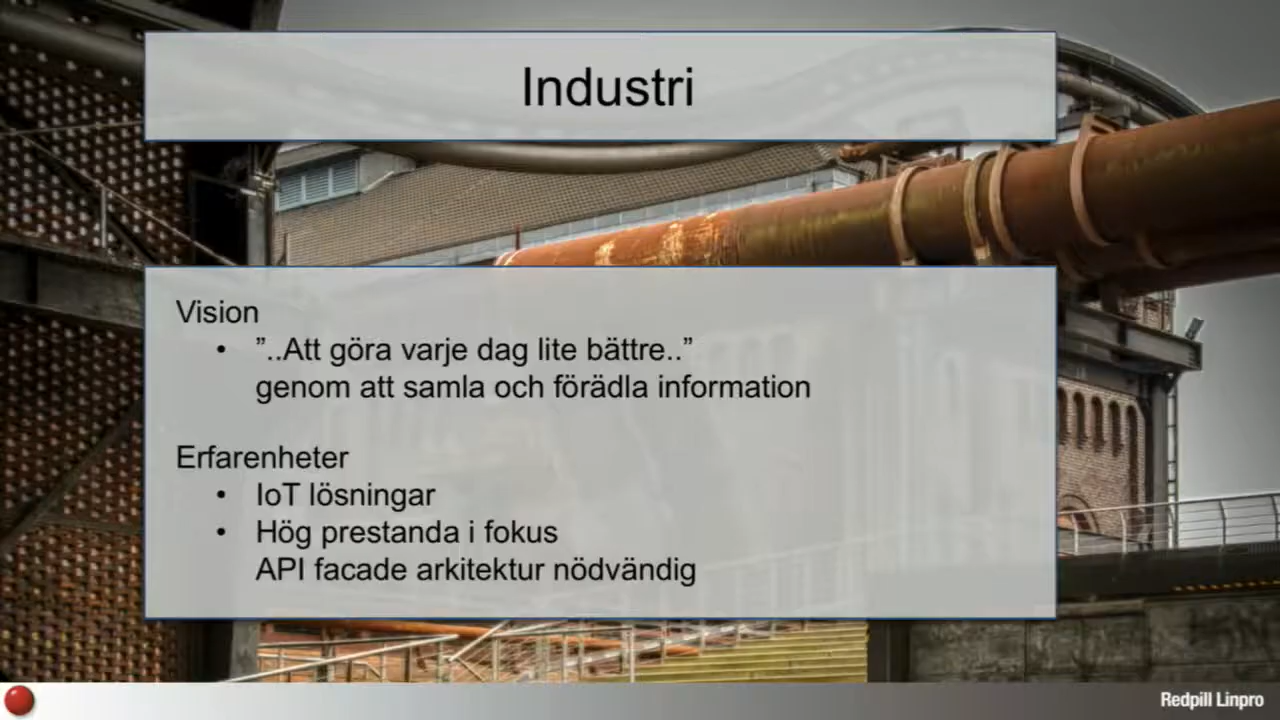 Industri
Vision
• ”..Att göra varje dag lite bättre..”
genom att samla och förädla information
Erfarenheter
• IoT lösningar
• Hög prestanda i fokus
API facade arkitektur nödvändig
Redpill Linpro